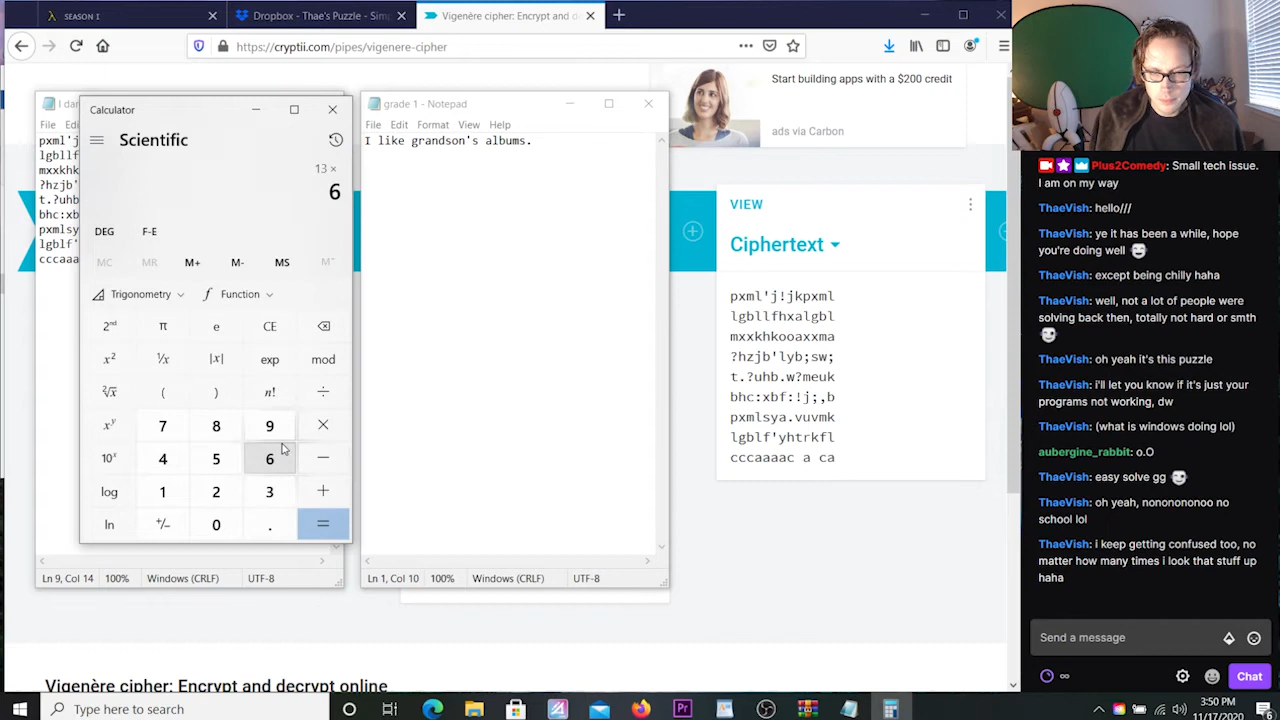 SEASON I
Dropbox - Thae's Puzzle - Sim
Vigenère cipher: Encrypt and d
https://cryptii.com/pipes/vigenere-cipher
Start building apps with a $200 credit
ads via Carbon
I dar
File Edi
pxml'j
lgbllf
mxxkhk
?hzjb'
t.?uhb
bhc:xb
pxmlsy
lgblf'
cccaaa
Ln 9, Col 14 100% Windows (CRLF) UTF-8
Calculator
Scientific
13 ×
6
DEG F-E
MC MR M+ M- MS M˅
Trigonometry Function
2ⁿᵈ π e CE
x² ¹/x |x| exp mod
²√x ( ) n! ÷
xʸ 7 8 9 ×
10ˣ 4 5 6 −
log 1 2 3 +
ln +/− 0 . =
grade 1 - Notepad
File Edit Format View Help
I like grandson's albums.
Ln 1, Col 10 100% Windows (CRLF) UTF-8
VIEW
Ciphertext
pxml'j!jkpxml
lgbllfhxalgbl
mxxkhkooaxxma
?hzjb'lyb;sw;
t.?uhb.w?meuk
bhc:xbf:!j;,b
pxmlsya.vuvmk
lgblf'yhtrkfl
cccaaaac a ca
Vigenère cipher: Encrypt and decrypt online
Plus2Comedy: Small tech issue.
I am on my way
ThaeVish: hello///
ThaeVish: ye it has been a while, hope
you're doing well
ThaeVish: except being chilly haha
ThaeVish: well, not a lot of people were
solving back then, totally not hard or smth
ThaeVish: oh yeah it's this puzzle
ThaeVish: i'll let you know if it's just your
programs not working, dw
ThaeVish: (what is windows doing lol)
aubergine_rabbit: o.O
ThaeVish: easy solve gg
ThaeVish: oh yeah, nonononono no
school lol
ThaeVish: i keep getting confused too, no
matter how many times i look that stuff up
haha
Send a message
Chat
Type here to search
3:50 PM
11/17/2020